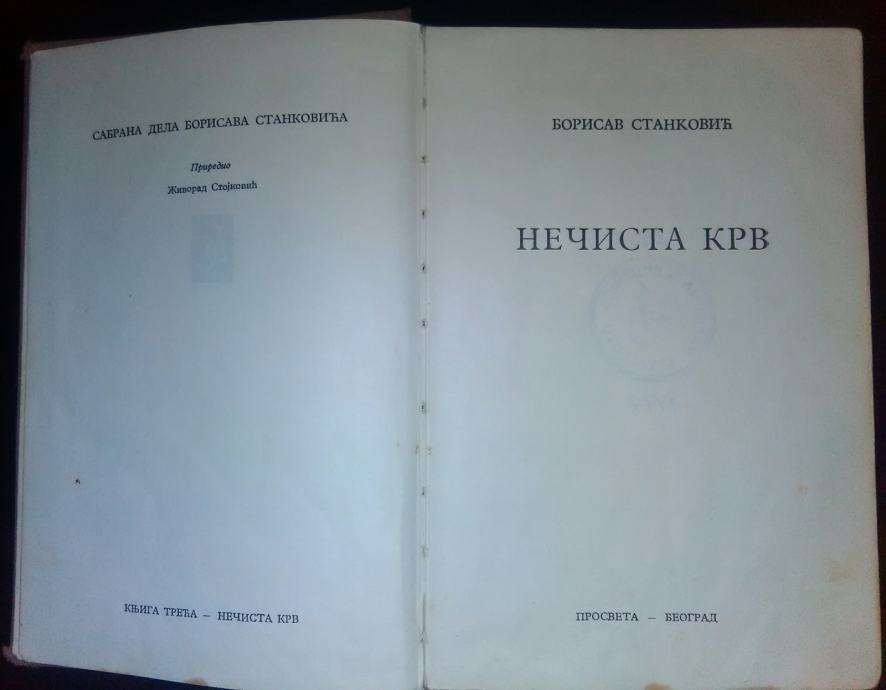 САБРАНА ДЕЛА БОРИСАВА СТАНКОВИЋА
Приредио
Живорад Стојковић
КЊИГА ТРЕЋА – НЕЧИСТА КРВ
БОРИСАВ СТАНКОВИЋ
НЕЧИСТА КРВ
ПРОСВЕТА – БЕОГРАД